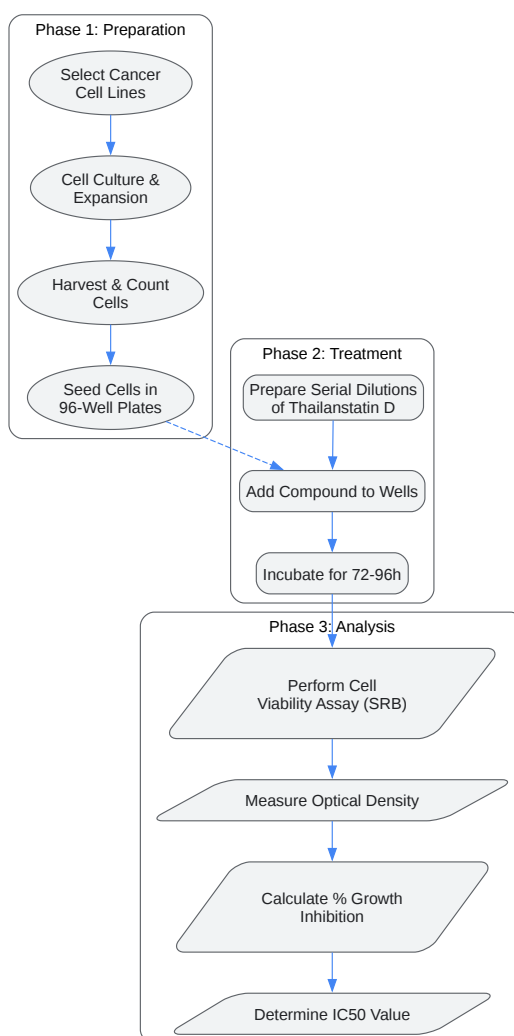 Phase 1: Preparation
Select Cancer
Cell Lines
Cell Culture &
Expansion
Harvest & Count
Cells
Seed Cells in
96-Well Plates
Phase 2: Treatment
Prepare Serial Dilutions
of Thailanstatin D
Add Compound to Wells
Incubate for 72-96h
Phase 3: Analysis
Perform Cell
Viability Assay (SRB)
Measure Optical Density
Calculate % Growth
Inhibition
Determine IC50 Value